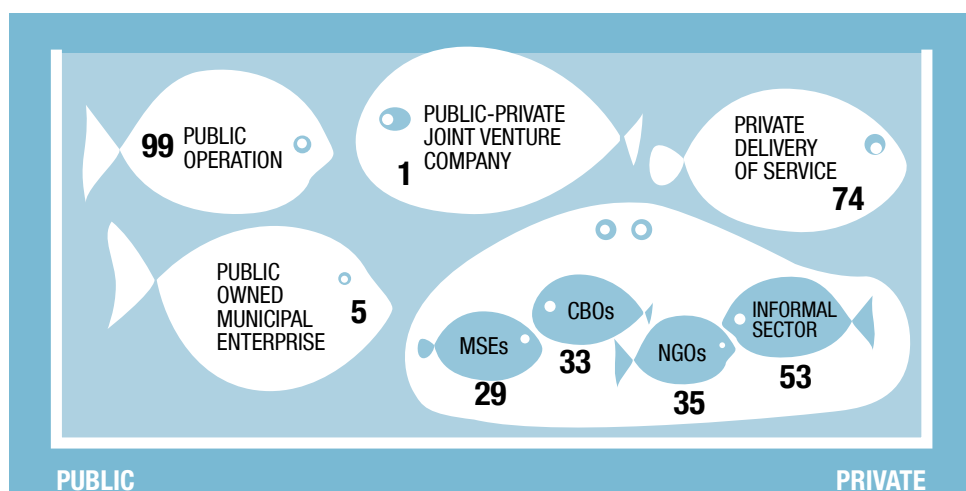 99 PUBLIC
OPERATION
PUBLIC-PRIVATE
JOINT VENTURE
COMPANY
1
PRIVATE
DELIVERY
OF SERVICE
74
PUBLIC
OWNED
MUNICIPAL
ENTERPRISE
5
MSEs
29
CBOs
33
NGOs
35
INFORMAL
SECTOR
53
PUBLIC
PRIVATE